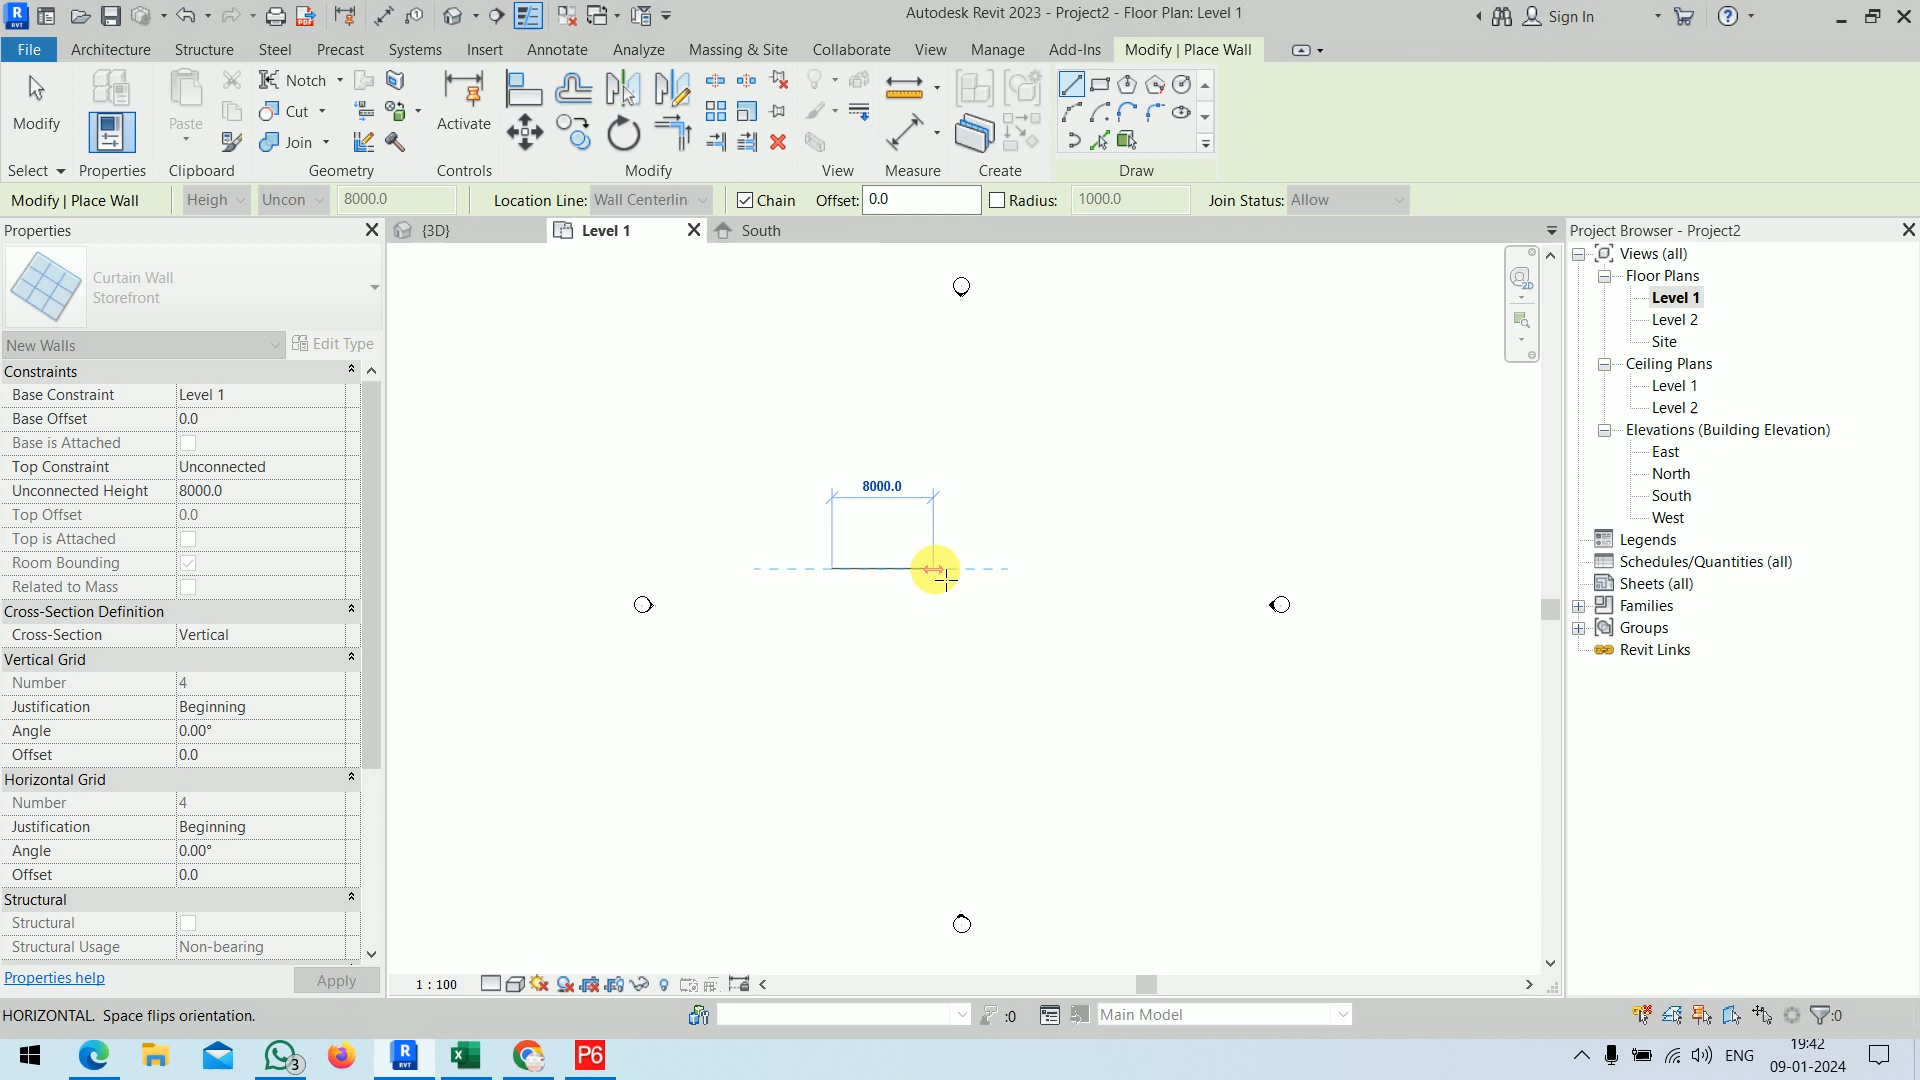 Autodesk Revit 2023 - Project2 - Floor Plan: Level 1
Sign In
File Architecture Structure Steel Precast Systems Insert Annotate Analyze Massing & Site Collaborate View Manage Add-Ins Modify | Place Wall
Modify
Paste
Notch
Cut
Join
Activate
Select Properties Clipboard Geometry Controls Modify View Measure Create Draw
Modify | Place Wall Heigh Uncon 8000.0 Location Line: Wall Centerlin Chain Offset: 0.0 Radius: 1000.0 Join Status: Allow
Properties
{3D} Level 1 South
Project Browser - Project2
Curtain Wall
Storefront
New Walls Edit Type
Constraints
Base Constraint Level 1
Base Offset 0.0
Base is Attached
Top Constraint Unconnected
Unconnected Height 8000.0
Top Offset 0.0
Top is Attached
Room Bounding
Related to Mass
Cross-Section Definition
Cross-Section Vertical
Vertical Grid
Number 4
Justification Beginning
Angle 0.00°
Offset 0.0
Horizontal Grid
Number 4
Justification Beginning
Angle 0.00°
Offset 0.0
Structural
Structural
Structural Usage Non-bearing
Properties help Apply
8000.0
2D
Views (all)
Floor Plans
Level 1
Level 2
Site
Ceiling Plans
Level 1
Level 2
Elevations (Building Elevation)
East
North
South
West
Legends
Schedules/Quantities (all)
Sheets (all)
Families
Groups
Revit Links
1 : 100
HORIZONTAL. Space flips orientation.
:0
Main Model
:0
3
R
RVT
P6
ENG
19:42
09-01-2024